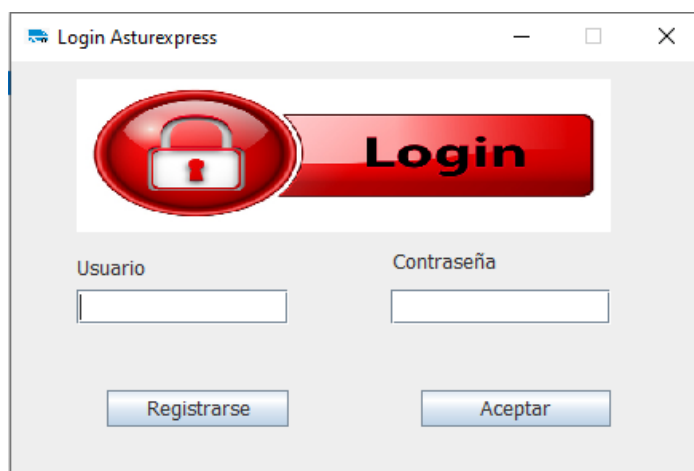 Login Asturexpress
Login
Usuario
Contraseña
Registrarse
Aceptar